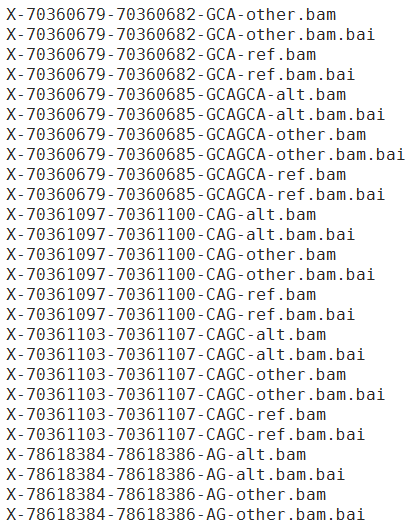 X-70360679-70360682-GCA-other.bam
X-70360679-70360682-GCA-other.bam.bai
X-70360679-70360682-GCA-ref.bam
X-70360679-70360682-GCA-ref.bam.bai
X-70360679-70360685-GCAGCA-alt.bam
X-70360679-70360685-GCAGCA-alt.bam.bai
X-70360679-70360685-GCAGCA-other.bam
X-70360679-70360685-GCAGCA-other.bam.bai
X-70360679-70360685-GCAGCA-ref.bam
X-70360679-70360685-GCAGCA-ref.bam.bai
X-70361097-70361100-CAG-alt.bam
X-70361097-70361100-CAG-alt.bam.bai
X-70361097-70361100-CAG-other.bam
X-70361097-70361100-CAG-other.bam.bai
X-70361097-70361100-CAG-ref.bam
X-70361097-70361100-CAG-ref.bam.bai
X-70361103-70361107-CAGC-alt.bam
X-70361103-70361107-CAGC-alt.bam.bai
X-70361103-70361107-CAGC-other.bam
X-70361103-70361107-CAGC-other.bam.bai
X-70361103-70361107-CAGC-ref.bam
X-70361103-70361107-CAGC-ref.bam.bai
X-78618384-78618386-AG-alt.bam
X-78618384-78618386-AG-alt.bam.bai
X-78618384-78618386-AG-other.bam
X-78618384-78618386-AG-other.bam.bai